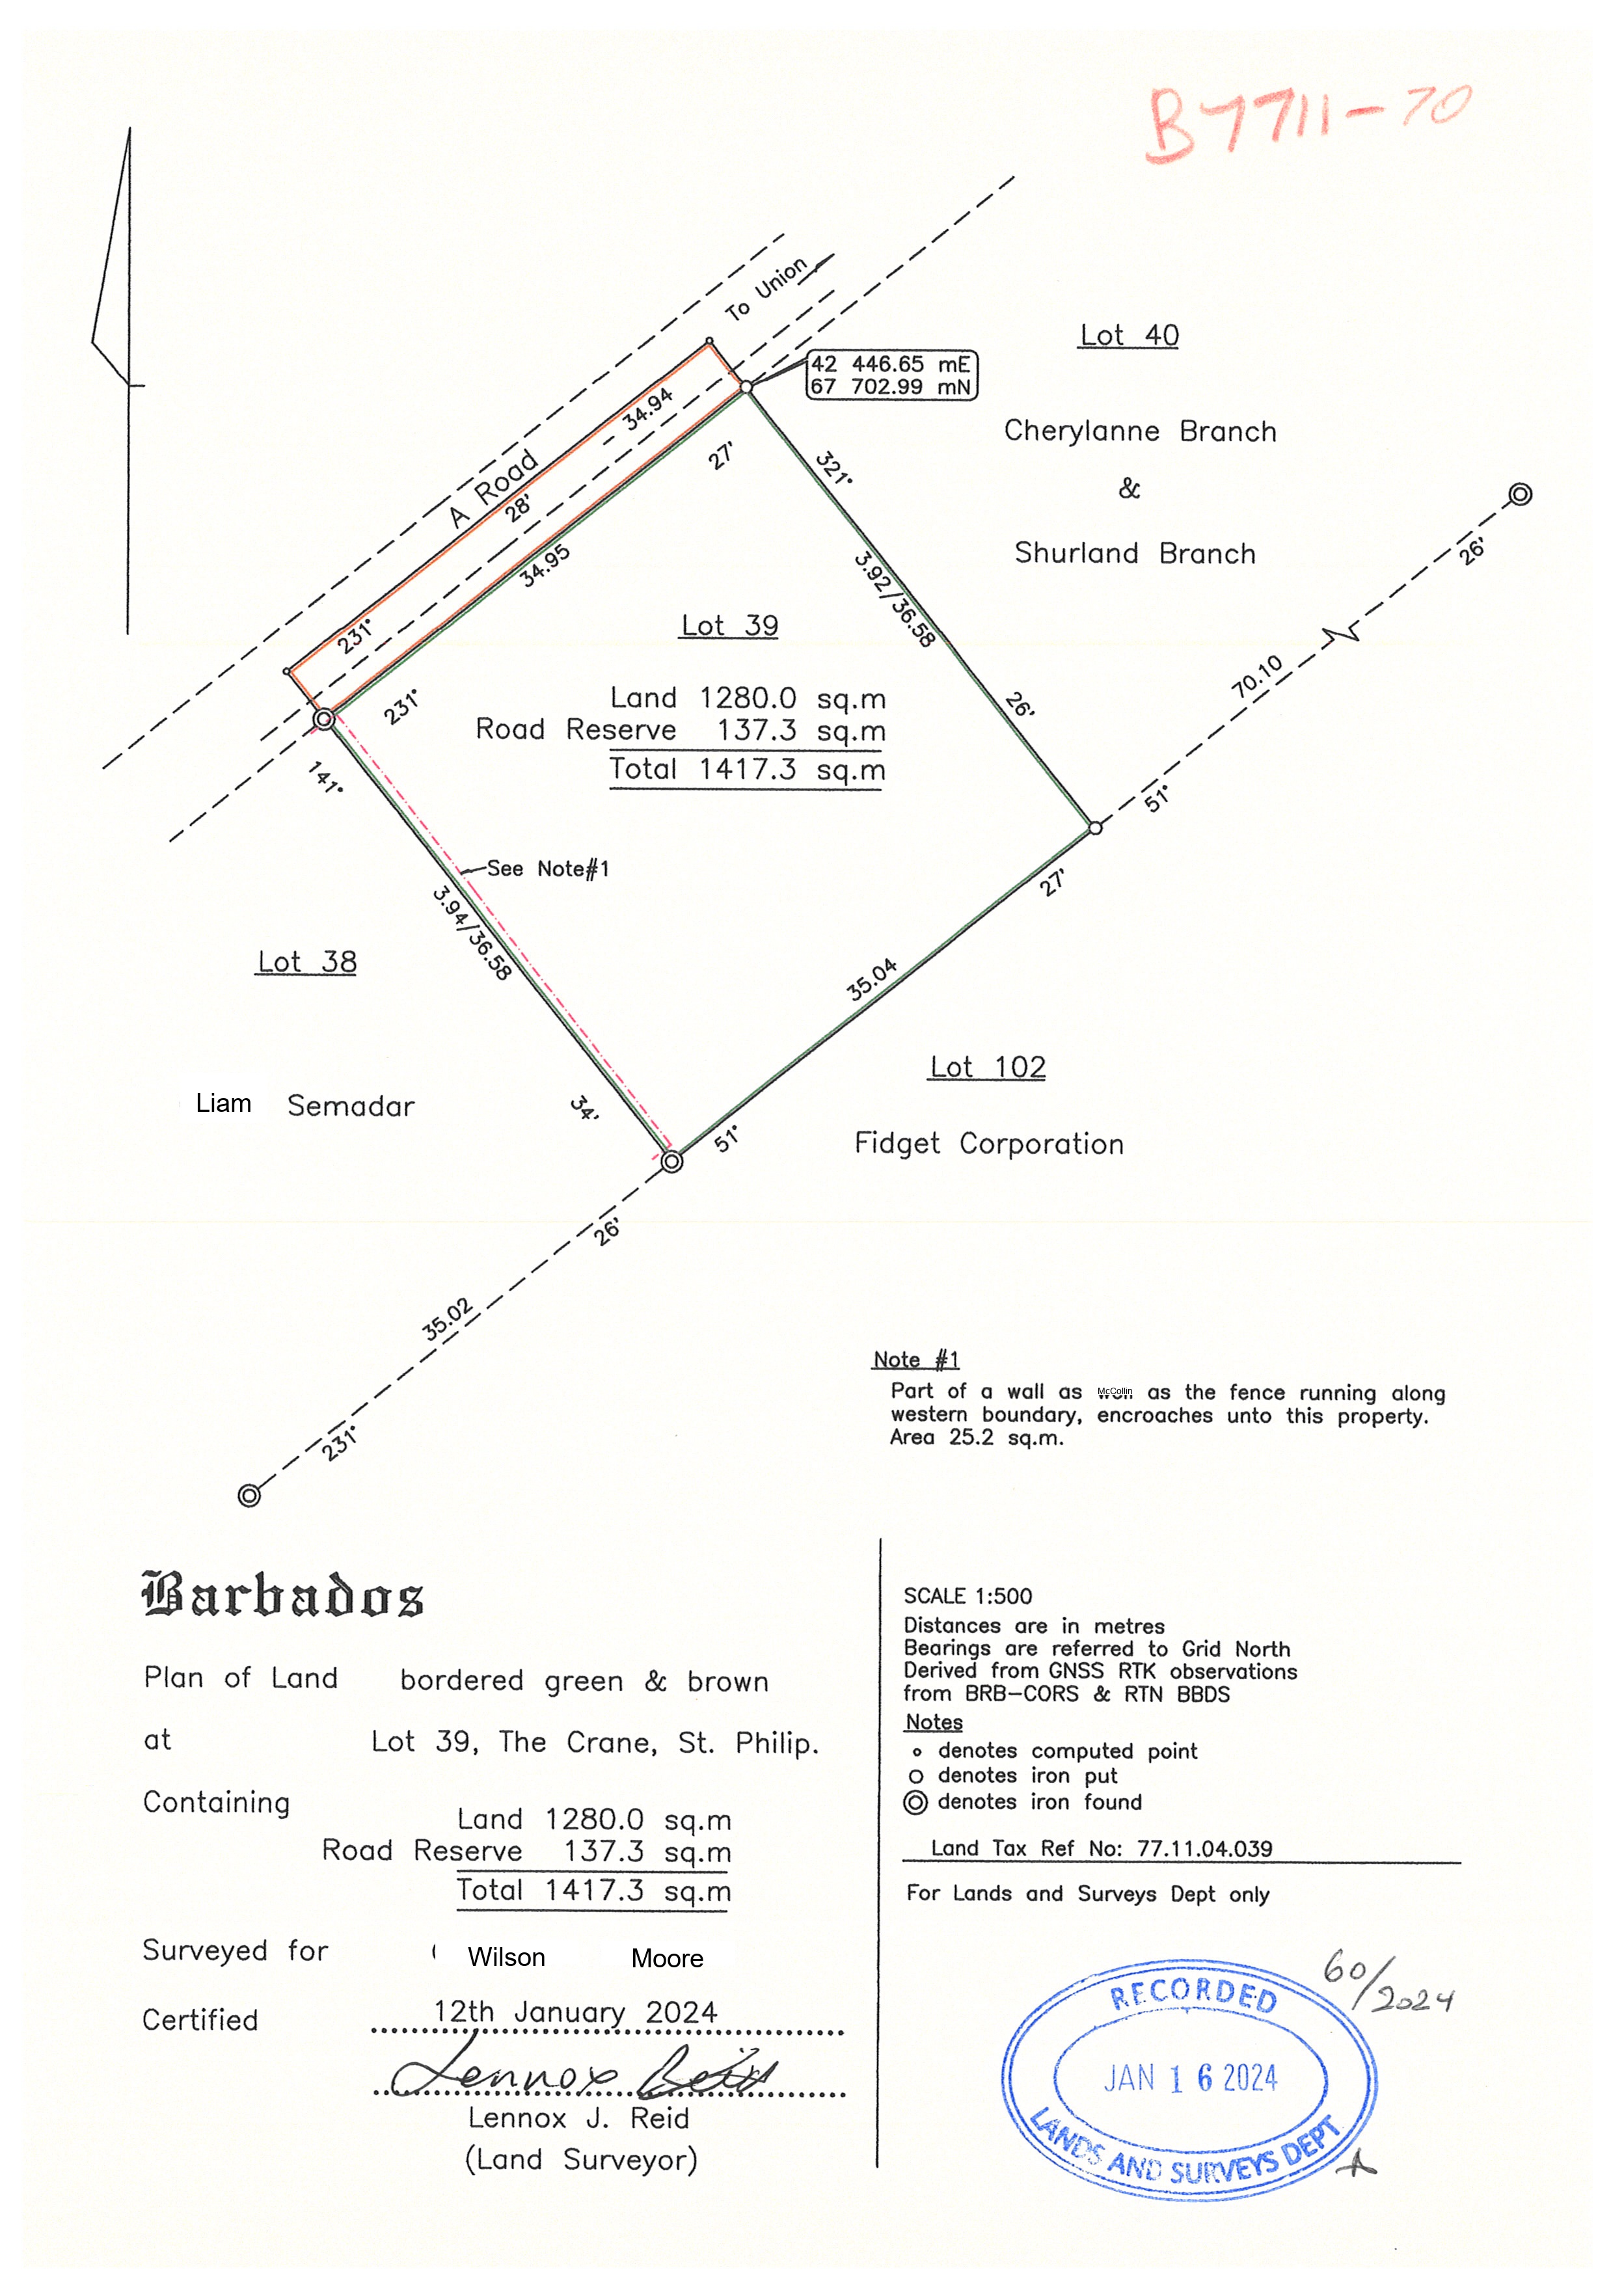 B7711-70
To Union
Lot 40
42 446.65 mE
67 702.99 mN
- 34.94
Cherylanne Branch
27'
321°
A Road
&
28'
26'
Shurland Branch
34.95
3.92/36.58
231°
Lot 39
70.10
Land 1280.0 sq.m
231°
26'
Road Reserve 137.3 sq.m
Total 1417.3 sq.m
141°
51°
See Note#1
27'
3.94/36.58
Lot 38
35.04
Lot 102
Liam Semadar
34'
51°
Fidget Corporation
26'
35.02
231°
Note #1
Part of a wall as McCollin as the fence running along
western boundary, encroaches unto this property.
Area 25.2 sq.m.
Barbados
Plan of Land bordered green & brown
at Lot 39, The Crane, St. Philip.
Containing
Land 1280.0 sq.m
Road Reserve 137.3 sq.m
Total 1417.3 sq.m
Surveyed for Wilson Moore
Certified 12th January 2024
Lennox Reid
Lennox J. Reid
(Land Surveyor)
SCALE 1:500
Distances are in metres
Bearings are referred to Grid North
Derived from GNSS RTK observations
from BRB-CORS & RTN BBDS
Notes
denotes computed point
denotes iron put
denotes iron found
Land Tax Ref No: 77.11.04.039
For Lands and Surveys Dept only
60/2024
RECORDED
JAN 16 2024
LANDS AND SURVEYS DEPT